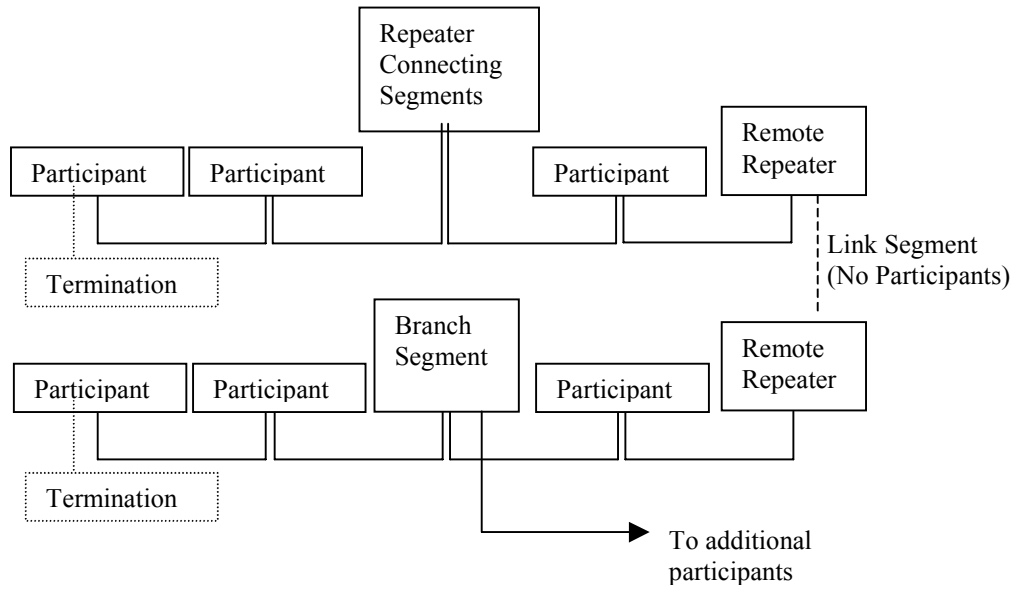 Repeater
Connecting
Segments
Remote
Repeater
Participant
Participant
Participant
Link Segment
(No Participants)
Termination
Branch
Segment
Remote
Repeater
Participant
Participant
Participant
Termination
To additional
participants